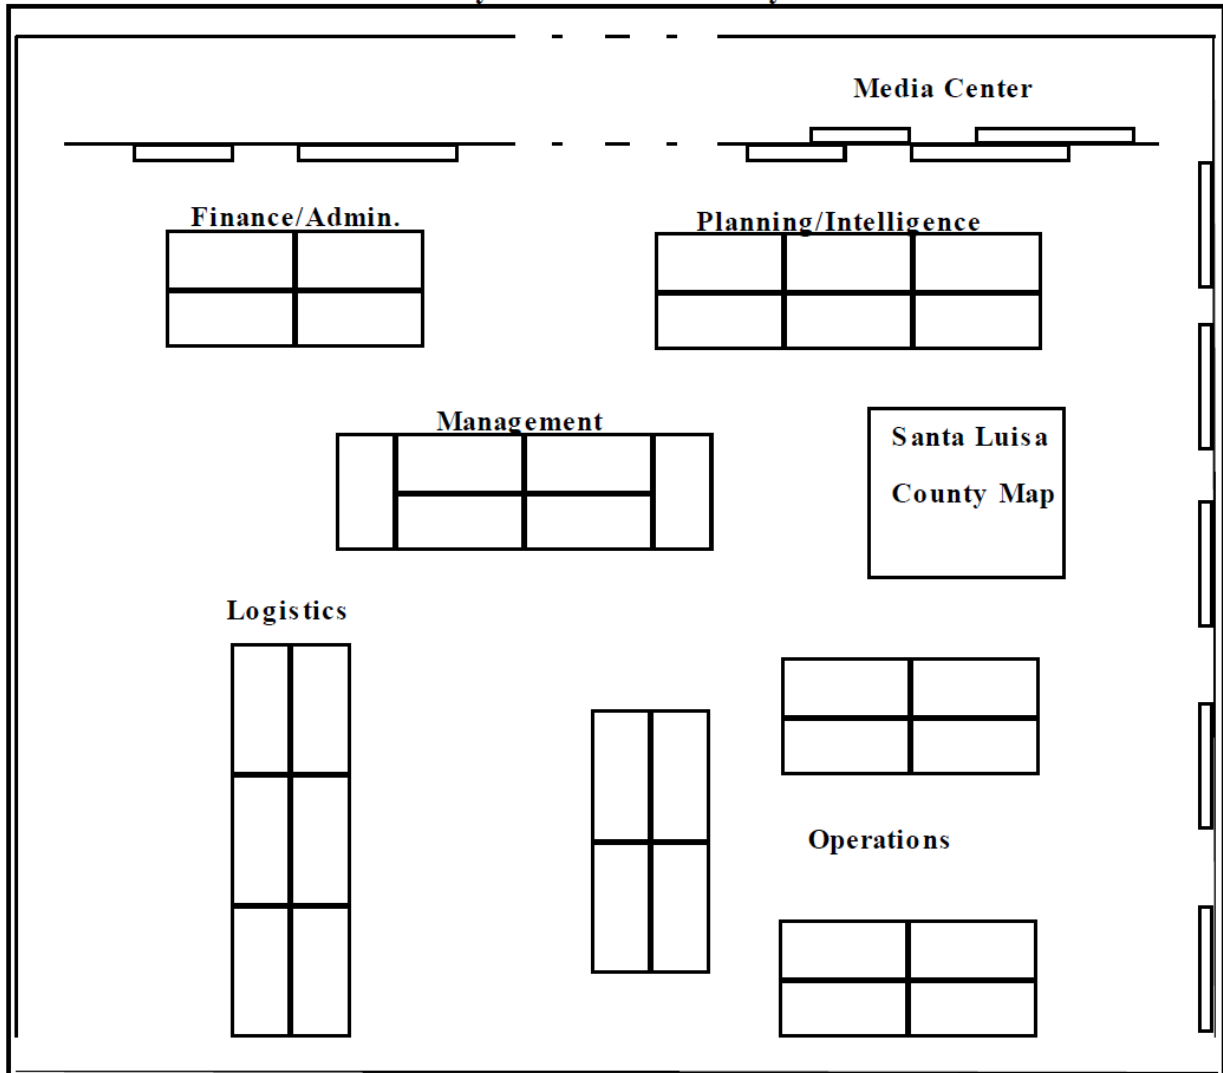 Media Center
Finance/Admin.
Planning/Intelligence
Management
Santa Luisa
County Map
Logistics
Operations